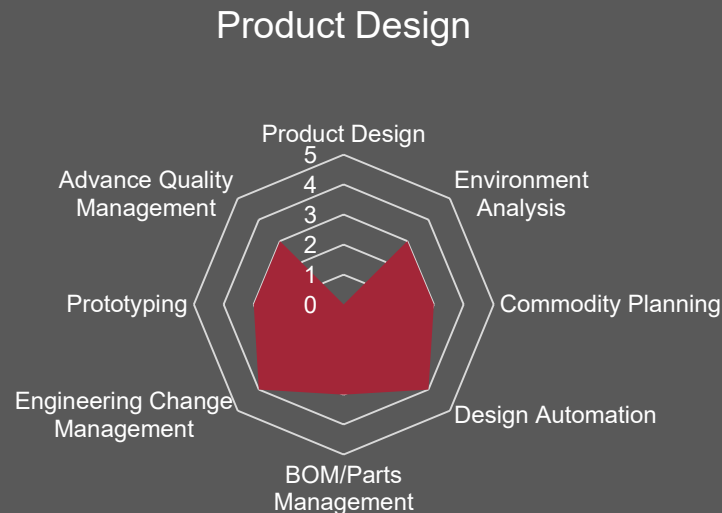 Product Design
Product Design
5
4
3
2
1
0
Environment
Analysis
Commodity Planning
Design Automation
BOM/Parts
Management
Engineering Change
Management
Prototyping
Advance Quality
Management